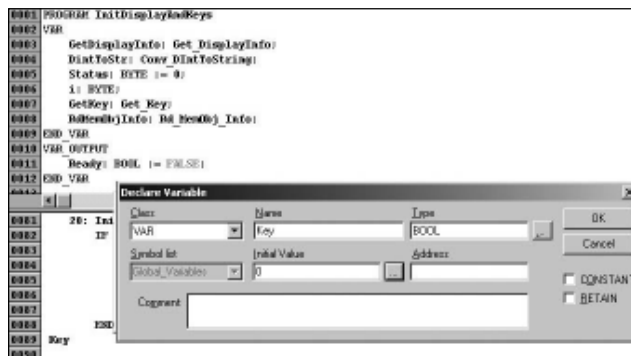 0001 PROGRAM InitDisplayAndKeys
0002 VAR
0003 GetDisplayInfo: Get_DisplayInfo;
0004 DintToStr: Conv_DIntToString;
0005 Status: BYTE := 0;
0006 i: BYTE;
0007 GetKey: Get_Key;
0008 RdMemObjInfo: Rd_MemObj_Info;
0009 END_VAR
0010 VAR_OUTPUT
0011 Ready: BOOL := FALSE;
0012 END_VAR
Declare Variable
Class Name Type
VAR Key BOOL ... OK
Symbol list Initial Value Address Cancel
Global_Variables 0 ...
CONSTANT
RETAIN
Comment
0001 20: Ini
0002 IF
0003
0004
0005
0006
0007
0008 END
0009 Key